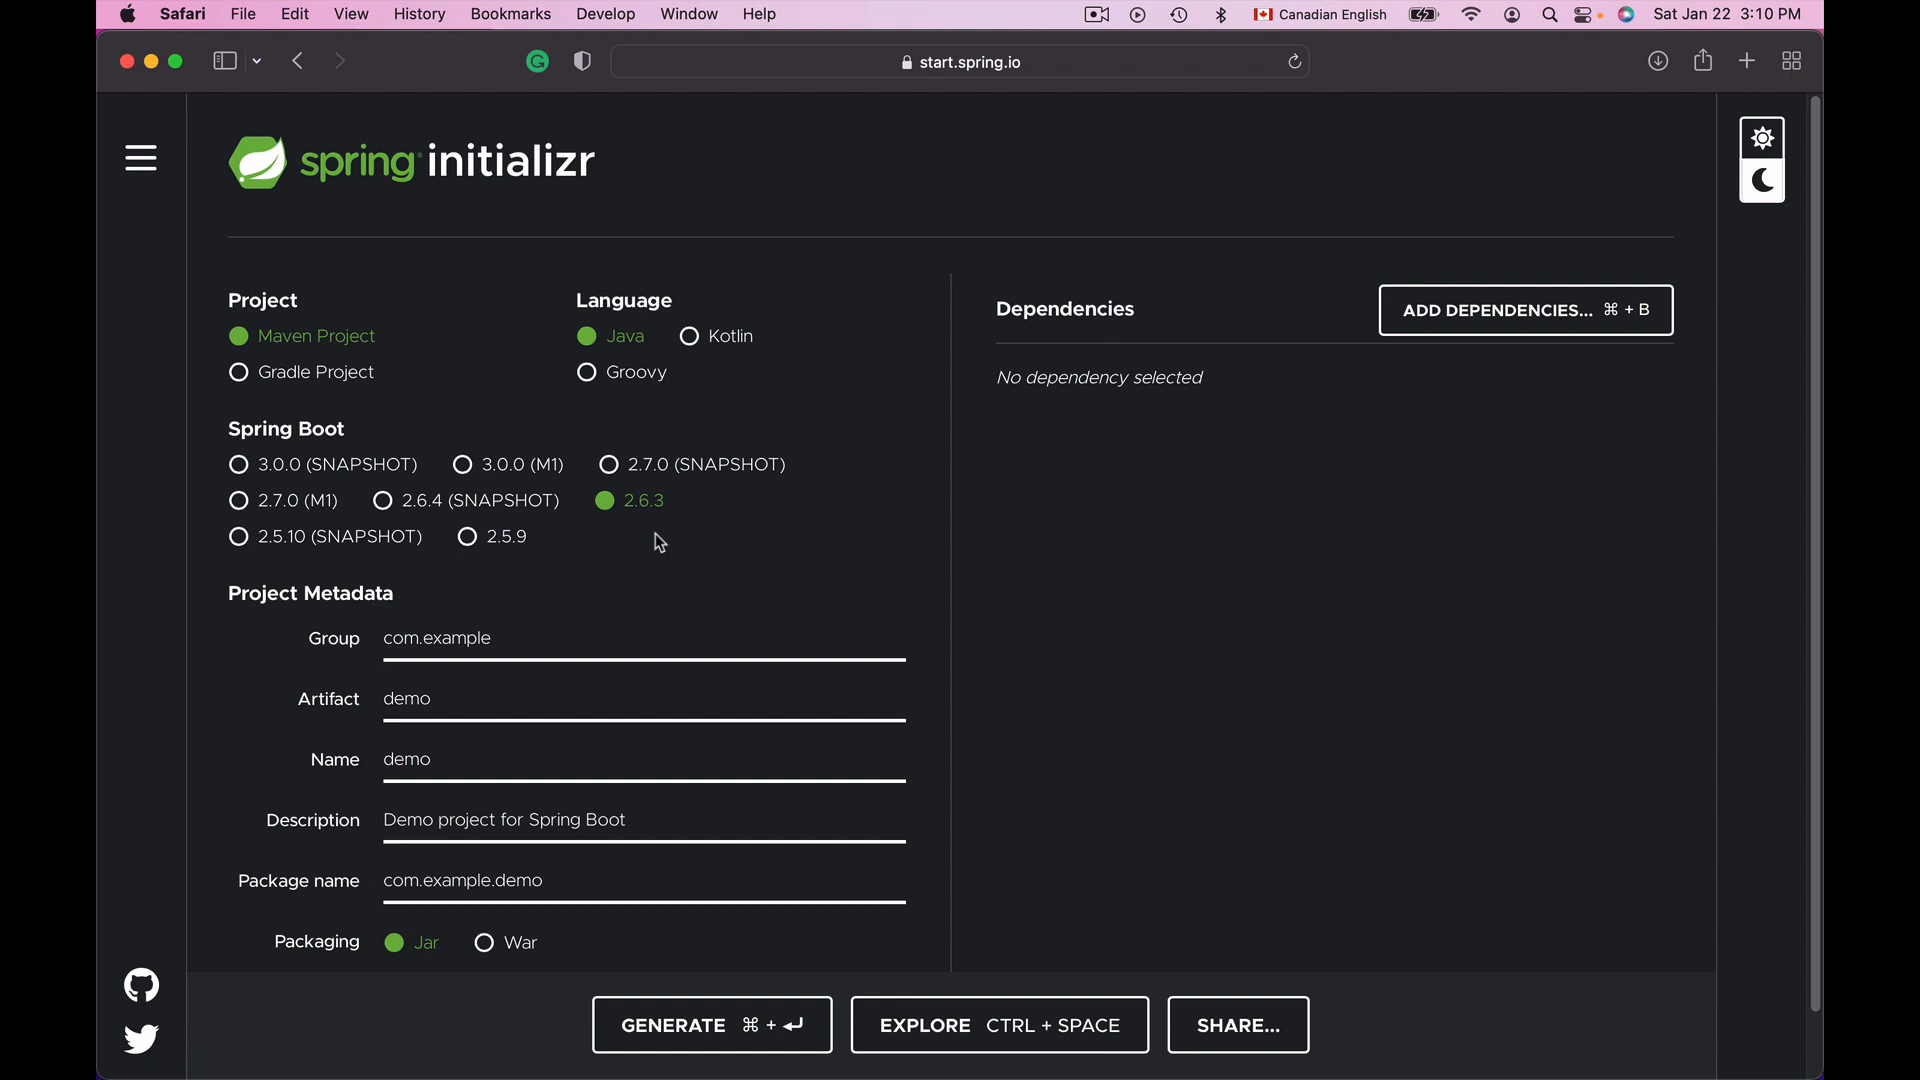 Safari File Edit View History Bookmarks Develop Window Help Canadian English Sat Jan 22 3:10 PM
start.spring.io
spring initializr
Project
Maven Project
Gradle Project
Language
Java Kotlin
Groovy
Spring Boot
3.0.0 (SNAPSHOT) 3.0.0 (M1) 2.7.0 (SNAPSHOT)
2.7.0 (M1) 2.6.4 (SNAPSHOT) 2.6.3
2.5.10 (SNAPSHOT) 2.5.9
Project Metadata
Group com.example
Artifact demo
Name demo
Description Demo project for Spring Boot
Package name com.example.demo
Packaging Jar War
Dependencies ADD DEPENDENCIES... ⌘ + B
No dependency selected
GENERATE ⌘ + ⏎ EXPLORE CTRL + SPACE SHARE...